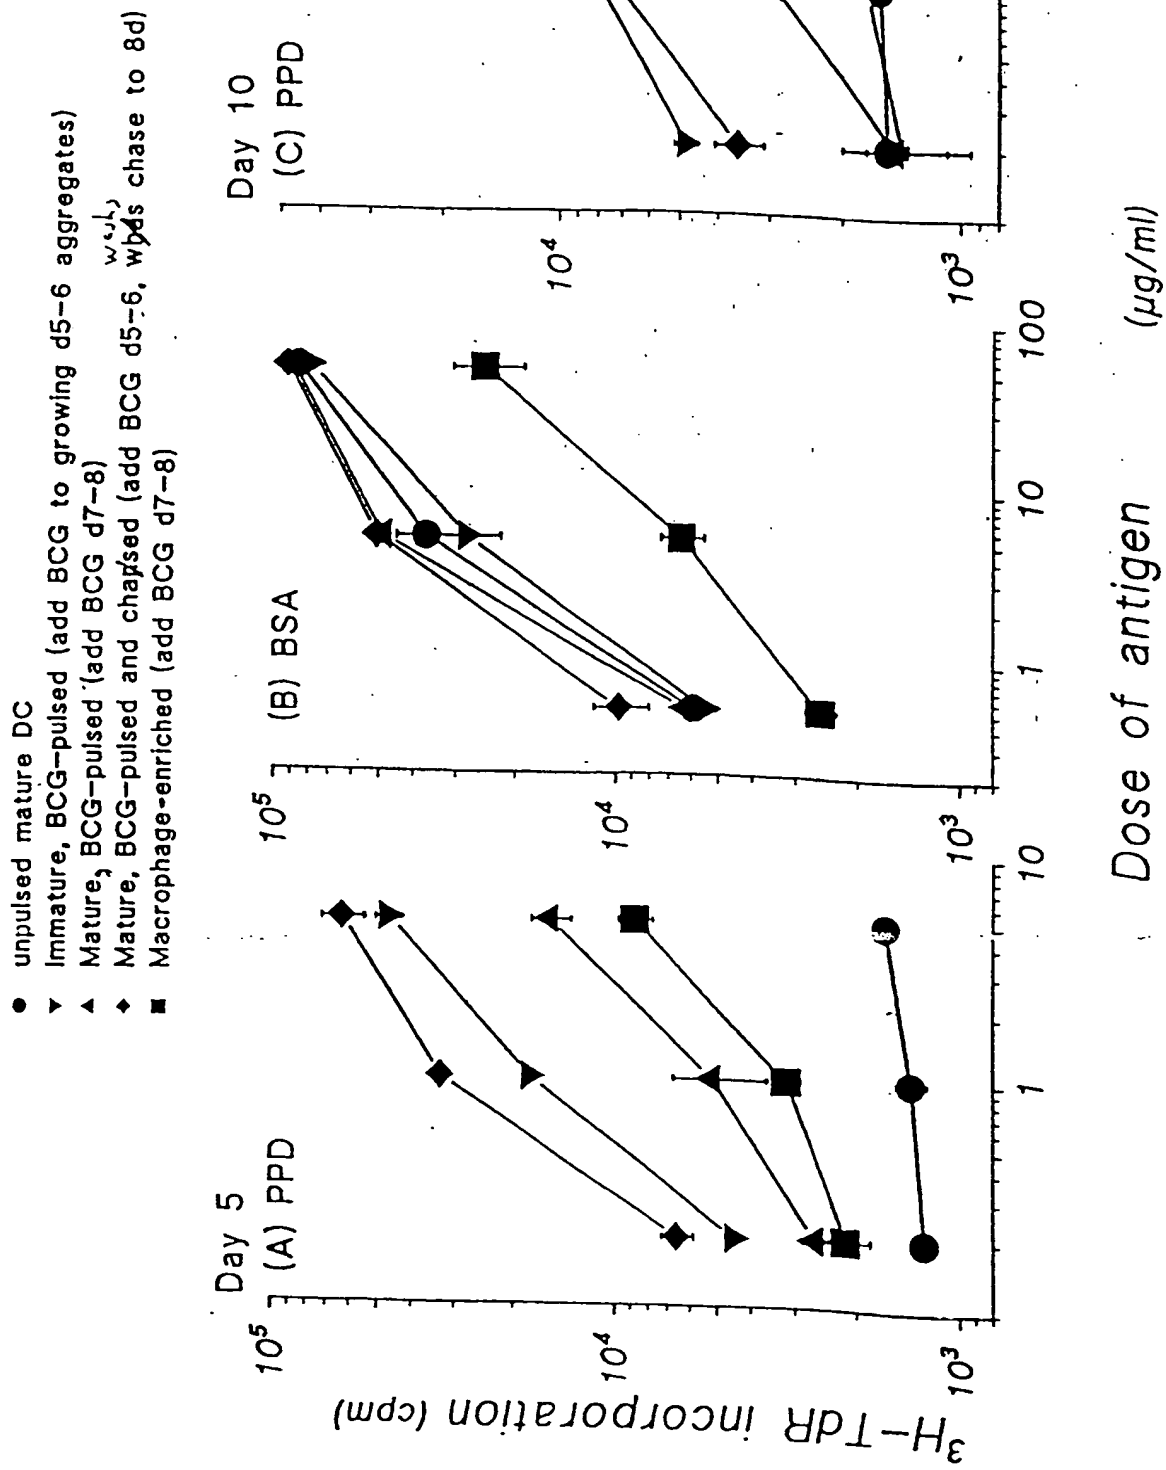 ● unpulsed mature DC
▼ Immature, BCG-pulsed (add BCG to growing d5-6 aggregates)
▲ Mature, BCG-pulsed (add BCG d7-8)
wash,
◆ Mature, BCG-pulsed and chapsed (add BCG d5-6, whds chase to 8d)
■ Macrophage-enriched (add BCG d7-8)
Day 5
(A) PPD
(B) BSA
Day 10
(C) PPD
³H-TdR incorporation (cpm)
10⁵
10⁴
10³
1
10
10⁵
10⁴
10³
1
10
100
10⁴
10³
Dose of antigen (µg/ml)